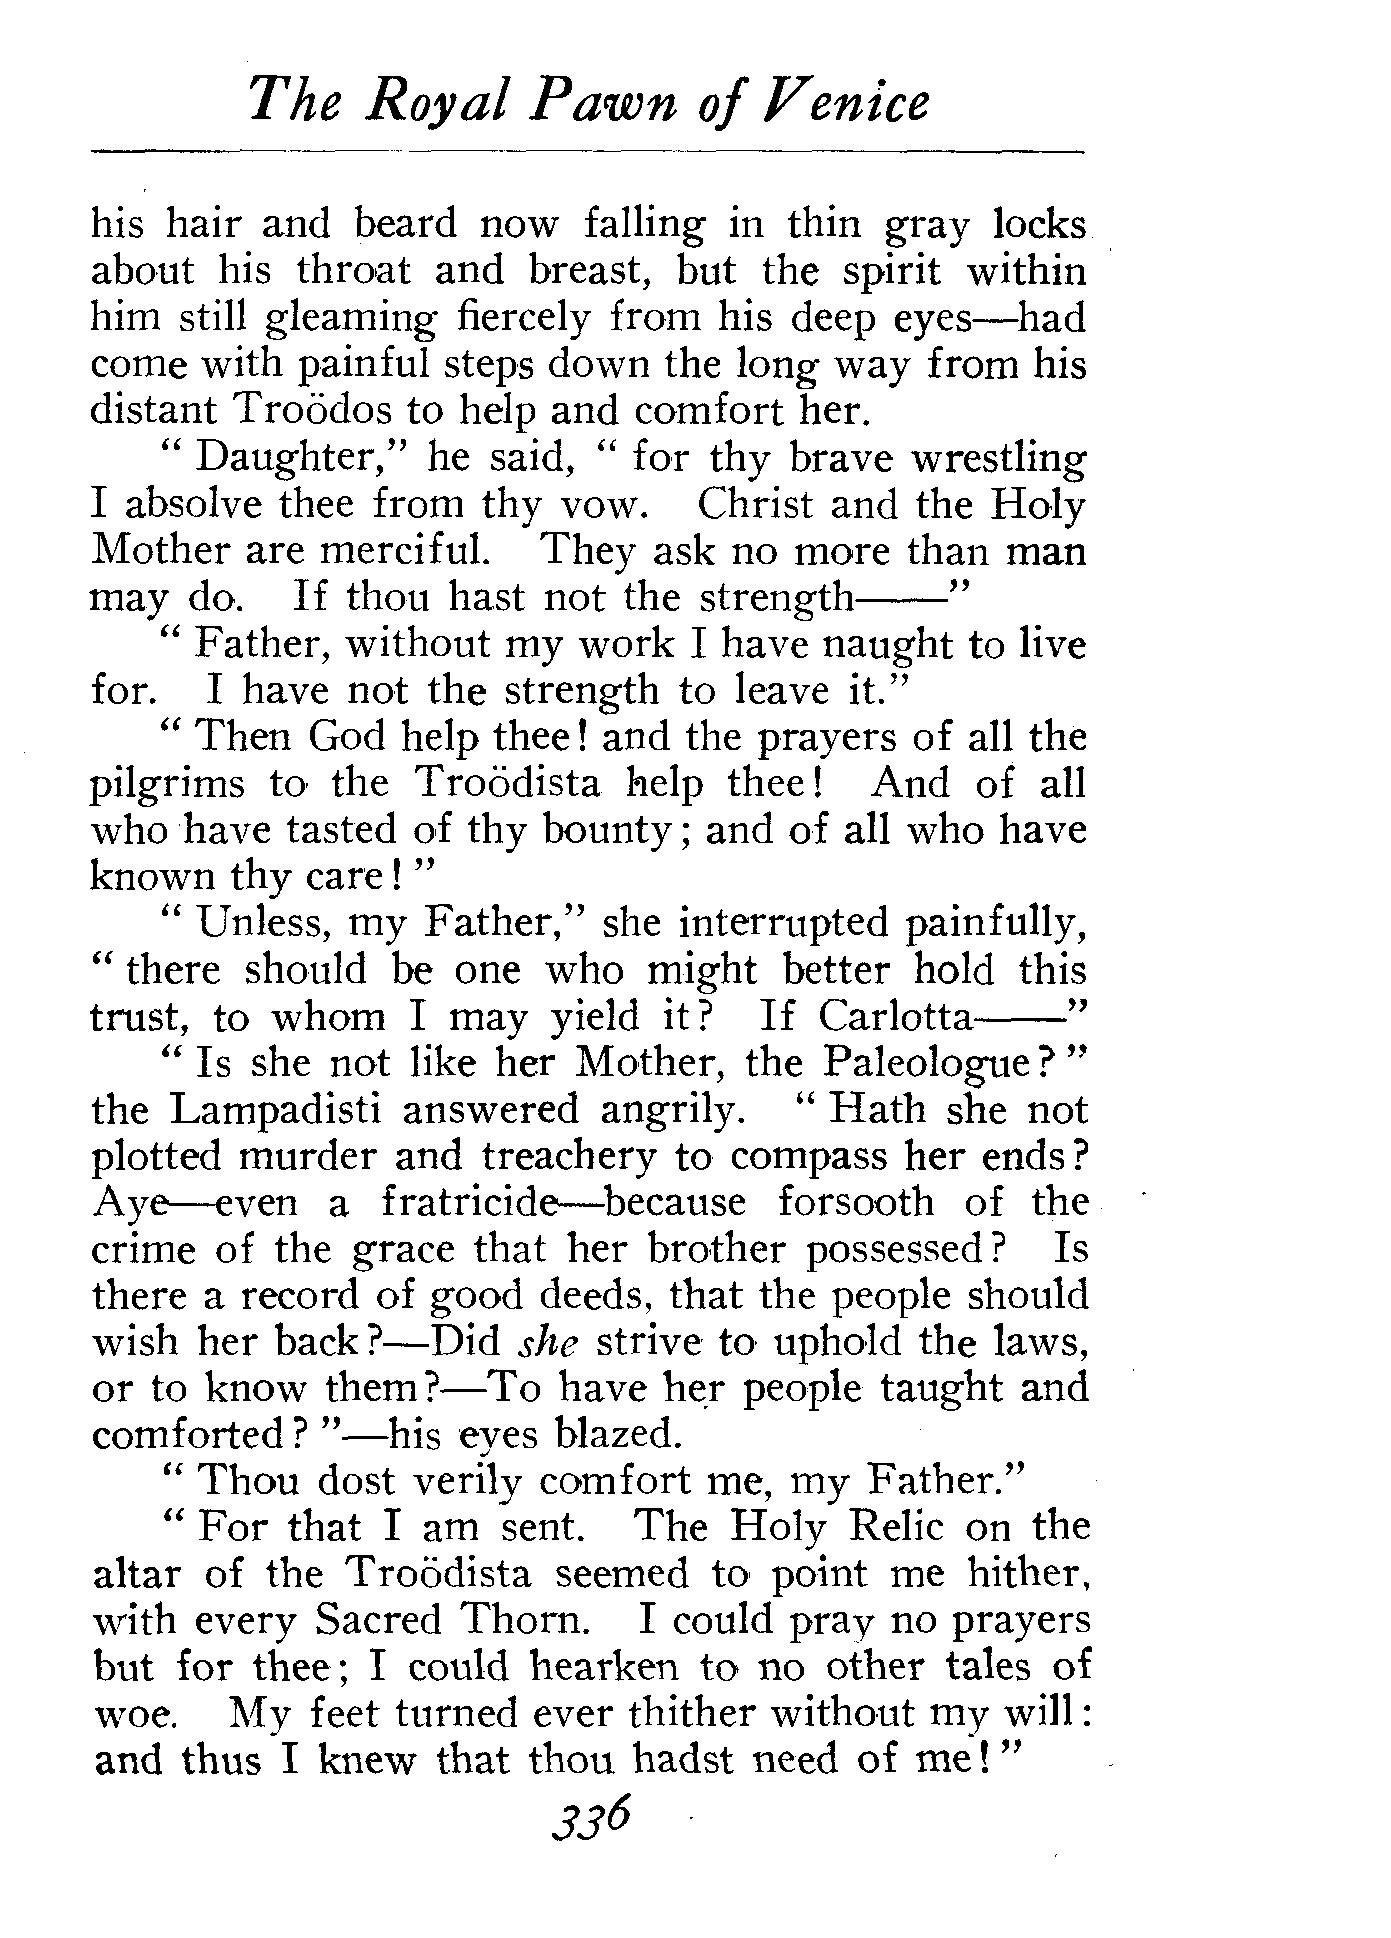 The Royal Pawn of Venice
his hair and beard now falling in thin gray locks
about his throat and breast, but the spirit within
him still gleaming fiercely from his deep eyes—had
come with painful steps down the long way from his
distant Troödos to help and comfort her.
“ Daughter,” he said, “ for thy brave wrestling
I absolve thee from thy vow. Christ and the Holy
Mother are merciful. They ask no more than man
may do. If thou hast not the strength——”
“ Father, without my work I have naught to live
for. I have not the strength to leave it.”
“ Then God help thee! and the prayers of all the
pilgrims to the Troödista help thee! And of all
who have tasted of thy bounty; and of all who have
known thy care! ”
“ Unless, my Father,” she interrupted painfully,
“ there should be one who might better hold this
trust, to whom I may yield it? If Carlotta——”
“ Is she not like her Mother, the Paleologue? ”
the Lampadisti answered angrily. “ Hath she not
plotted murder and treachery to compass her ends?
Aye—even a fratricide—because forsooth of the
crime of the grace that her brother possessed? Is
there a record of good deeds, that the people should
wish her back?—Did she strive to uphold the laws,
or to know them?—To have her people taught and
comforted? ”—his eyes blazed.
“ Thou dost verily comfort me, my Father.”
“ For that I am sent. The Holy Relic on the
altar of the Troödista seemed to point me hither,
with every Sacred Thorn. I could pray no prayers
but for thee; I could hearken to no other tales of
woe. My feet turned ever thither without my will:
and thus I knew that thou hadst need of me! ”
336